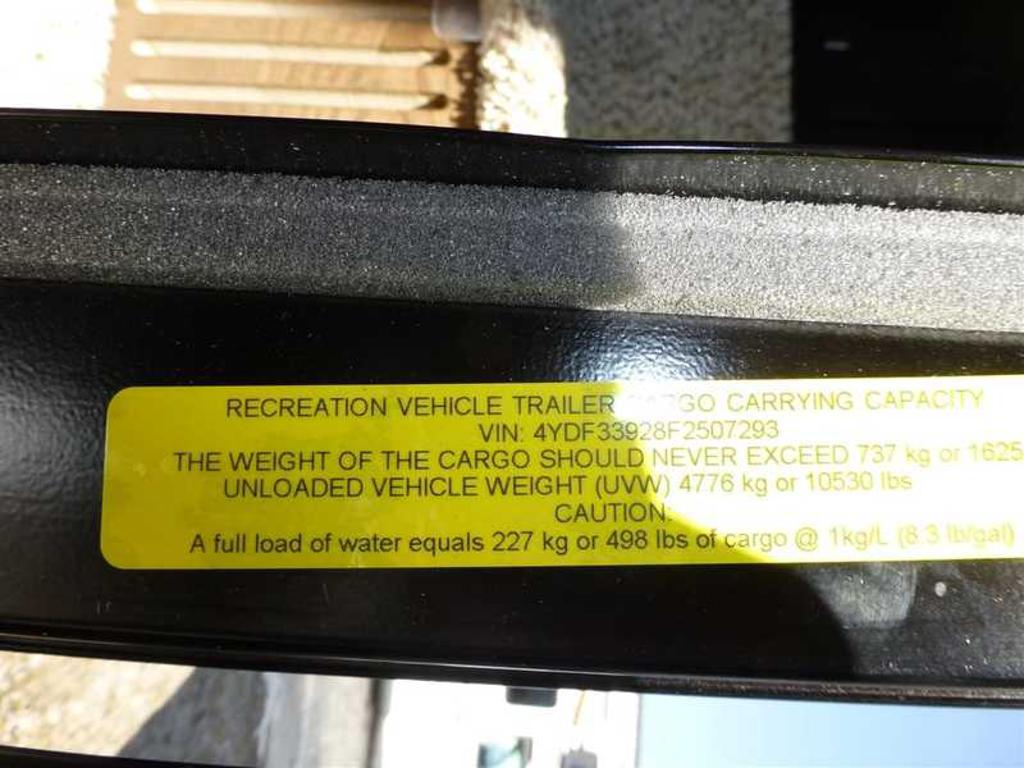 RECREATION VEHICLE TRAILER CARGO CARRYING CAPACITY
VIN: 4YDF33928F2507293
THE WEIGHT OF THE CARGO SHOULD NEVER EXCEED 737 kg or 1625
UNLOADED VEHICLE WEIGHT (UVW) 4776 kg or 10530 lbs
CAUTION:
A full load of water equals 227 kg or 498 lbs of cargo @ 1kg/L (8.3 lb/gal)